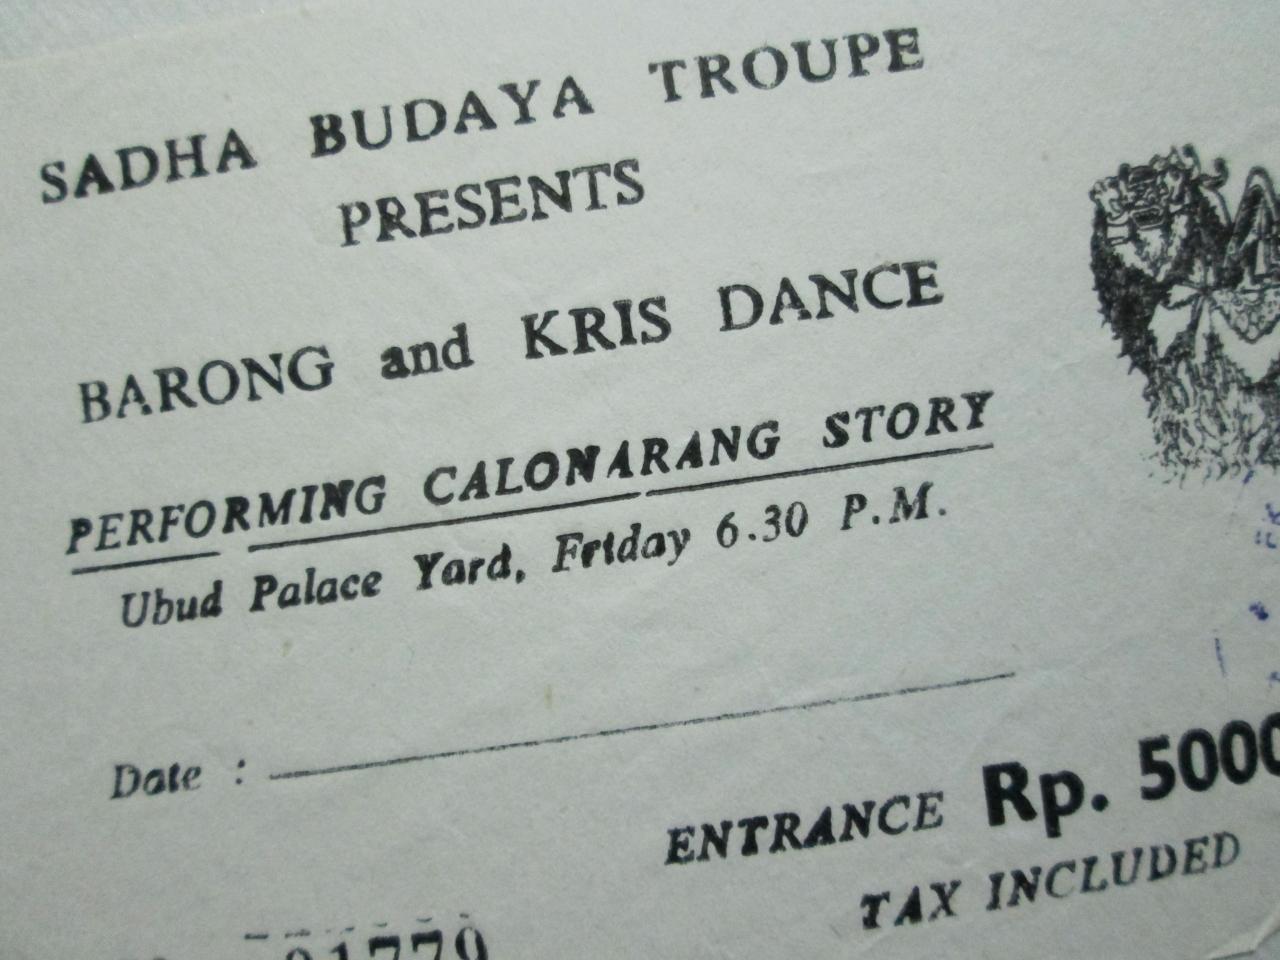 SADHA BUDAYA TROUPE
PRESENTS
BARONG and KRIS DANCE
PERFORMING CALONARANG STORY
Ubud Palace Yard, Friday 6.30 P.M.
Date :
ENTRANCE Rp. 5000
TAX INCLUDED